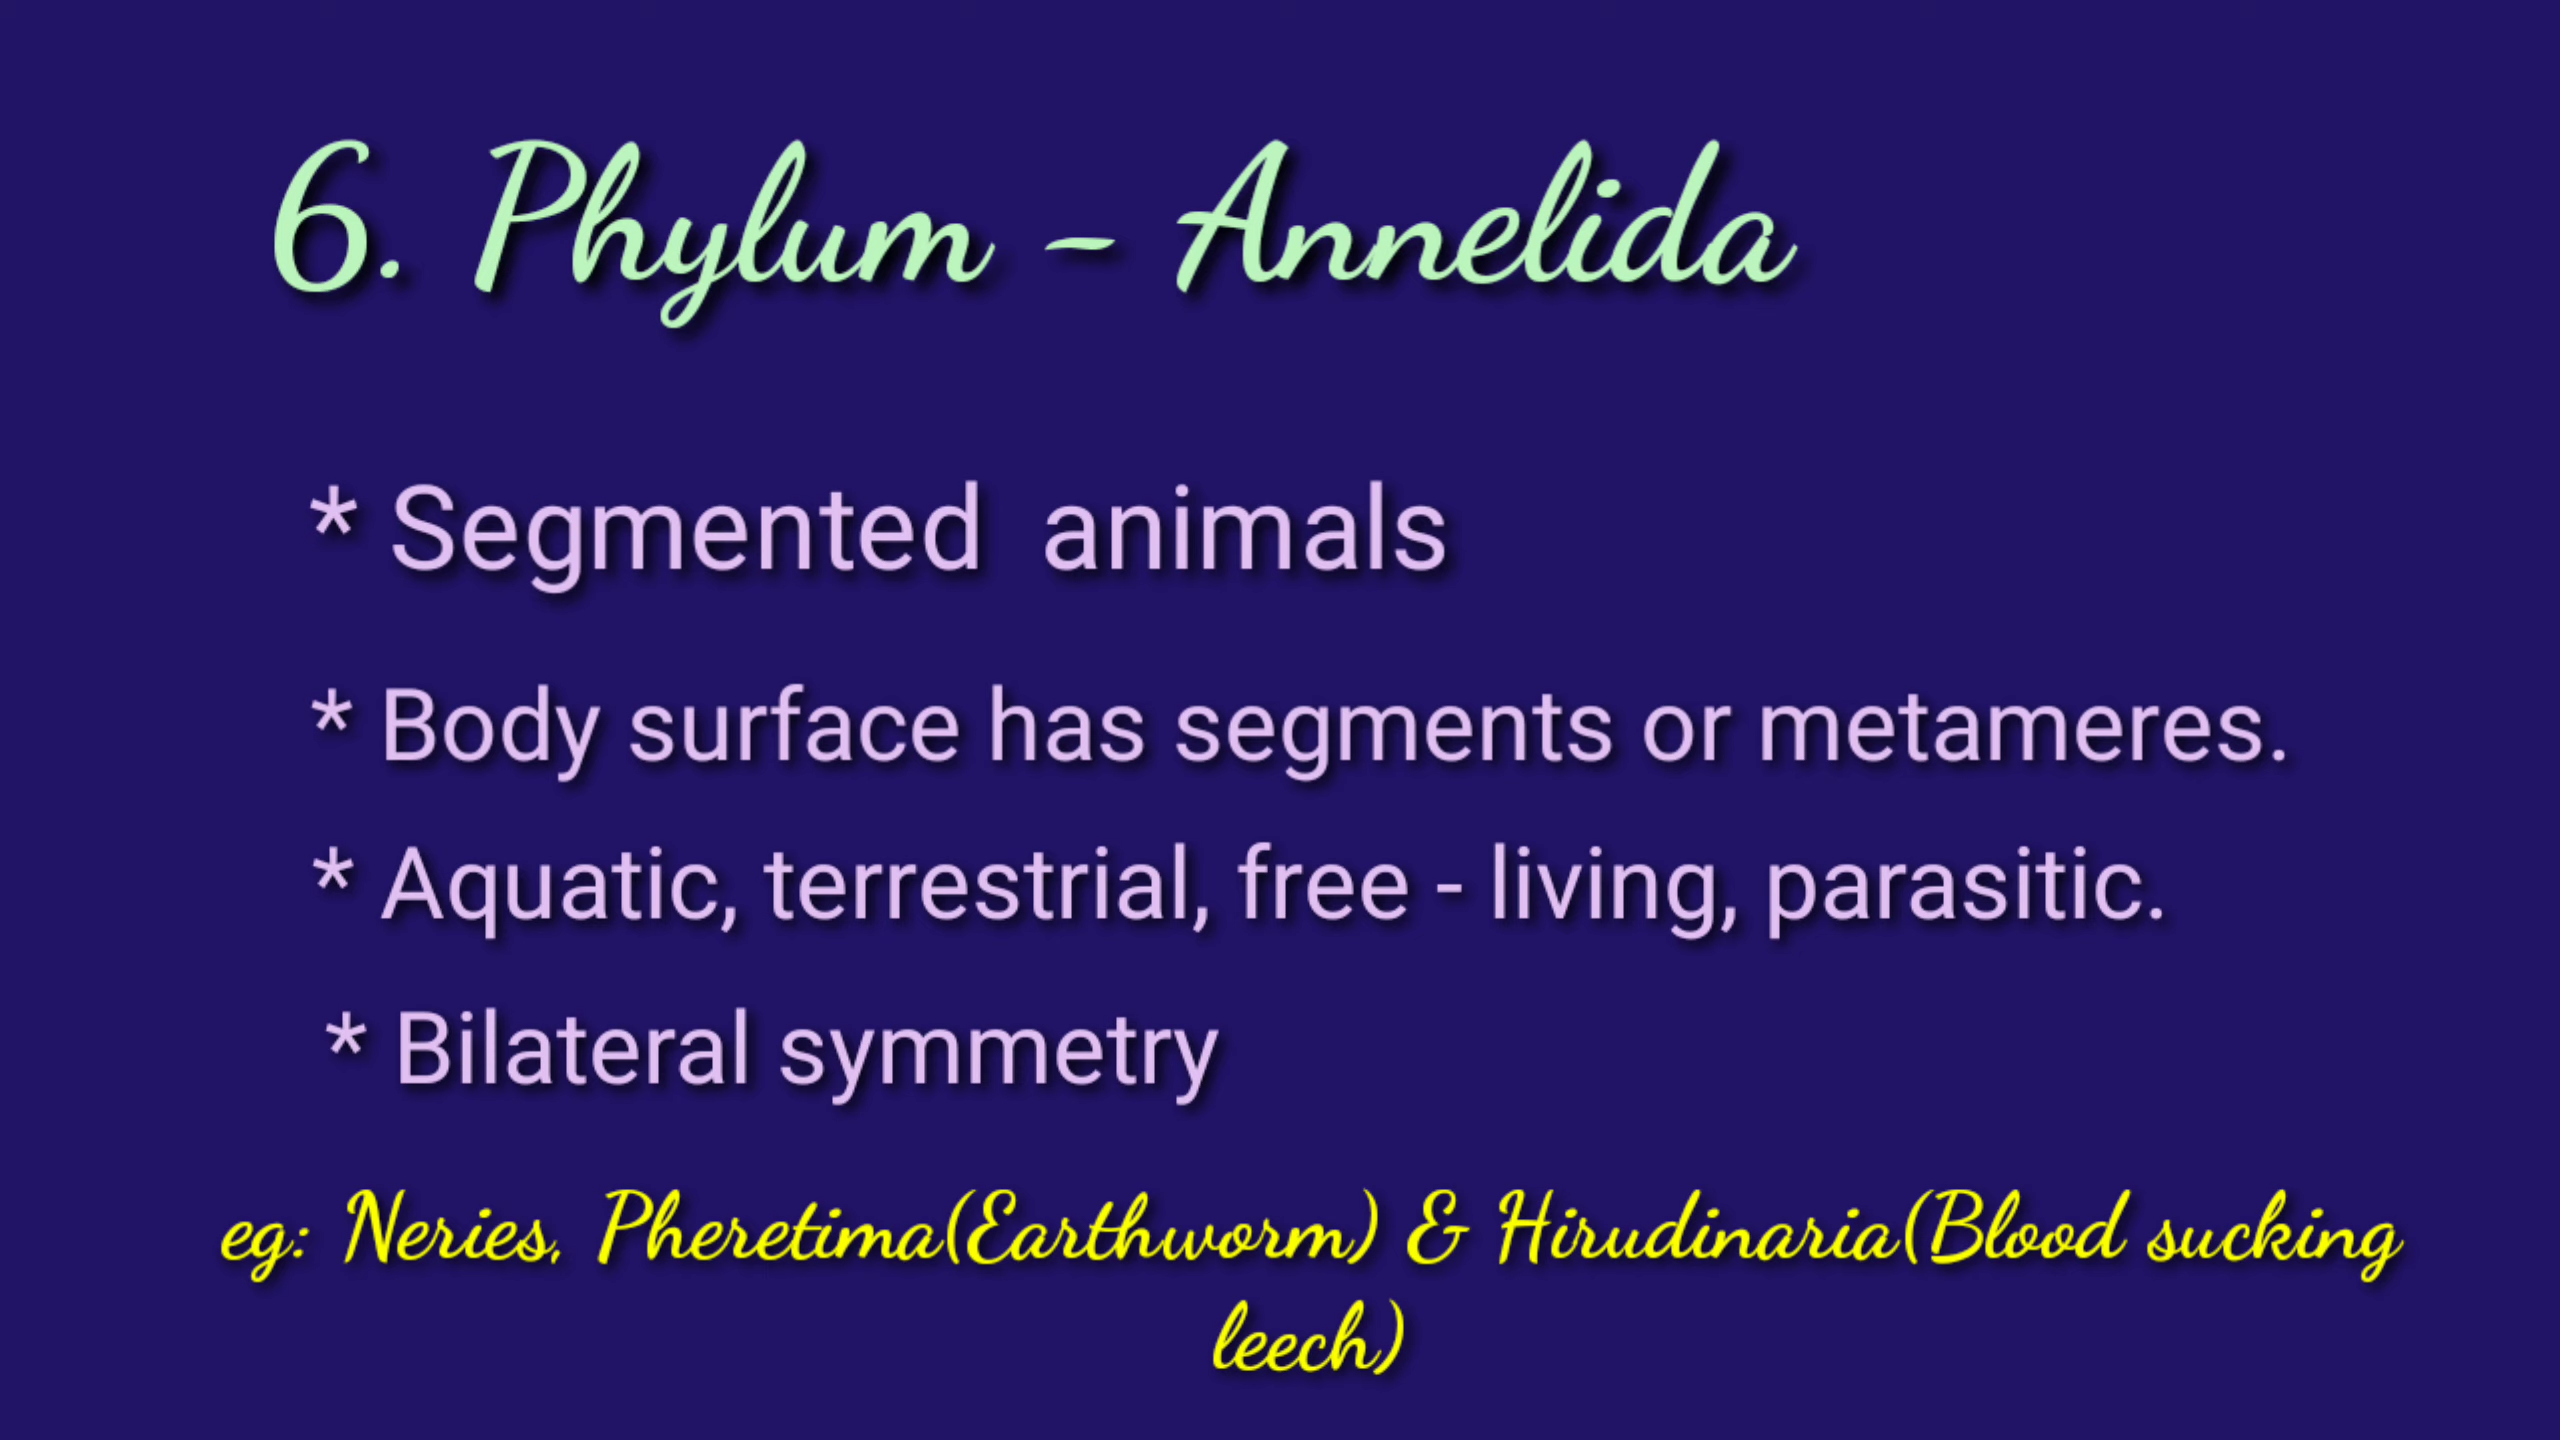 6. Phylum - Annelida
* Segmented animals
* Body surface has segments or metameres.
* Aquatic, terrestrial, free - living, parasitic.
* Bilateral symmetry
eg: Neries, Pheretima(Earthworm) & Hirudinaria(Blood sucking
leech)